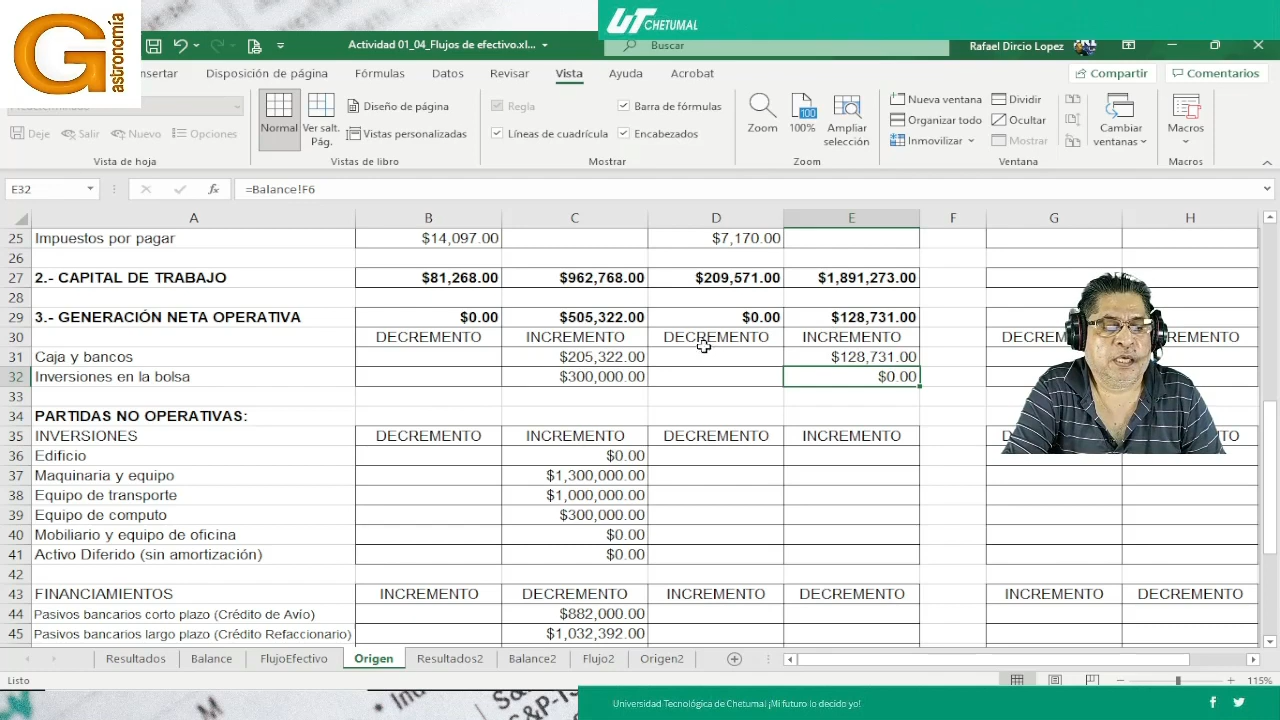 Gastronomía
UT CHETUMAL
Actividad 01_04_Flujos de efectivo.xl...
Buscar
Rafael Dircio Lopez
nsertar
Disposición de página
Fórmulas
Datos
Revisar
Vista
Ayuda
Acrobat
Compartir
Comentarios
Deje
Salir
Nuevo
Opciones
Vista de hoja
Normal
Ver salt.
Pág.
Diseño de página
Vistas personalizadas
Vistas de libro
Regla
Barra de fórmulas
Líneas de cuadrícula
Encabezados
Mostrar
Zoom
100
100%
Ampliar
selección
Zoom
Nueva ventana
Organizar todo
Inmovilizar
Dividir
Ocultar
Mostrar
Cambiar
ventanas
Ventana
Macros
Macros
E32
fx
=Balance!F6
A B C D E F G H
25 Impuestos por pagar $14,097.00 $7,170.00
26
27 2.- CAPITAL DE TRABAJO $81,268.00 $962,768.00 $209,571.00 $1,891,273.00
28
29 3.- GENERACIÓN NETA OPERATIVA $0.00 $505,322.00 $0.00 $128,731.00
30 DECREMENTO INCREMENTO DECREMENTO INCREMENTO DECREM REMENTO
31 Caja y bancos $205,322.00 $128,731.00
32 Inversiones en la bolsa $300,000.00 $0.00
33
34 PARTIDAS NO OPERATIVAS:
35 INVERSIONES DECREMENTO INCREMENTO DECREMENTO INCREMENTO
36 Edificio $0.00
37 Maquinaria y equipo $1,300,000.00
38 Equipo de transporte $1,000,000.00
39 Equipo de computo $300,000.00
40 Mobiliario y equipo de oficina $0.00
41 Activo Diferido (sin amortización) $0.00
42
43 FINANCIAMIENTOS INCREMENTO DECREMENTO INCREMENTO DECREMENTO INCREMENTO DECREMENTO
44 Pasivos bancarios corto plazo (Crédito de Avío) $882,000.00
45 Pasivos bancarios largo plazo (Crédito Refaccionario) $1,032,392.00
Resultados Balance FlujoEfectivo Origen Resultados2 Balance2 Flujo2 Origen2
Listo
115%
Universidad Tecnológica de Chetumal ¡Mi futuro lo decido yo!